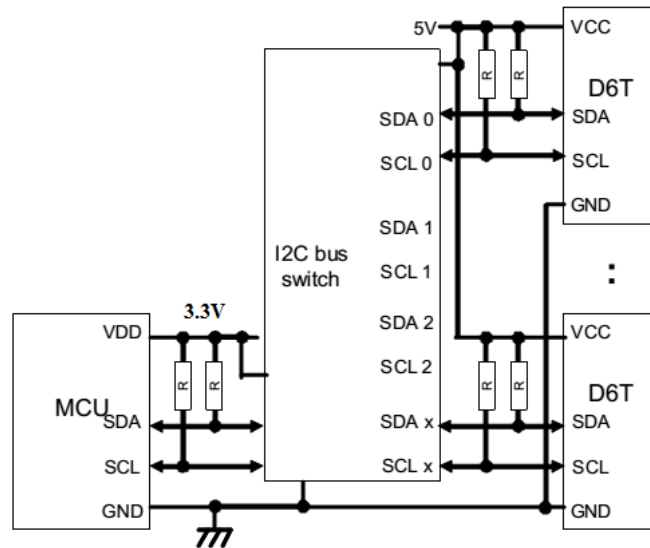 5V
VCC
R
R
D6T
SDA 0
SDA
SCL 0
SCL
GND
SDA 1
I2C bus
switch
SCL 1
:
3.3V
SDA 2
VDD
VCC
SCL 2
R
R
R
R
D6T
MCU
SDA
SDA x
SDA
SCL
SCL x
SCL
GND
GND